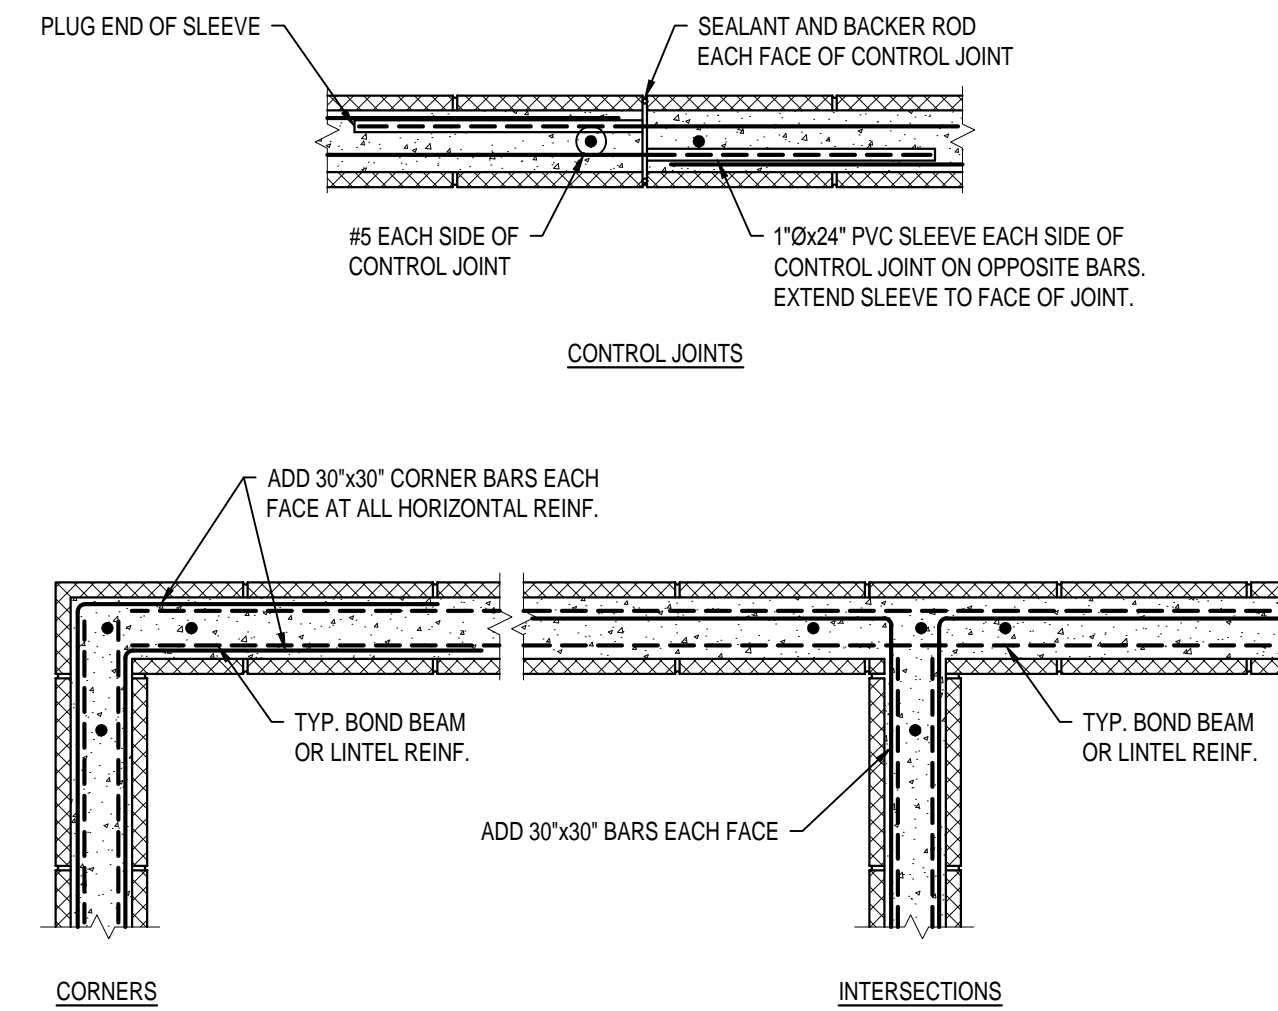 PLUG END OF SLEEVE
SEALANT AND BACKER ROD
EACH FACE OF CONTROL JOINT
#5 EACH SIDE OF
CONTROL JOINT
1"Øx24" PVC SLEEVE EACH SIDE OF
CONTROL JOINT ON OPPOSITE BARS.
EXTEND SLEEVE TO FACE OF JOINT.
CONTROL JOINTS
ADD 30"x30" CORNER BARS EACH
FACE AT ALL HORIZONTAL REINF.
TYP. BOND BEAM
OR LINTEL REINF.
TYP. BOND BEAM
OR LINTEL REINF.
ADD 30"x30" BARS EACH FACE
CORNERS
INTERSECTIONS